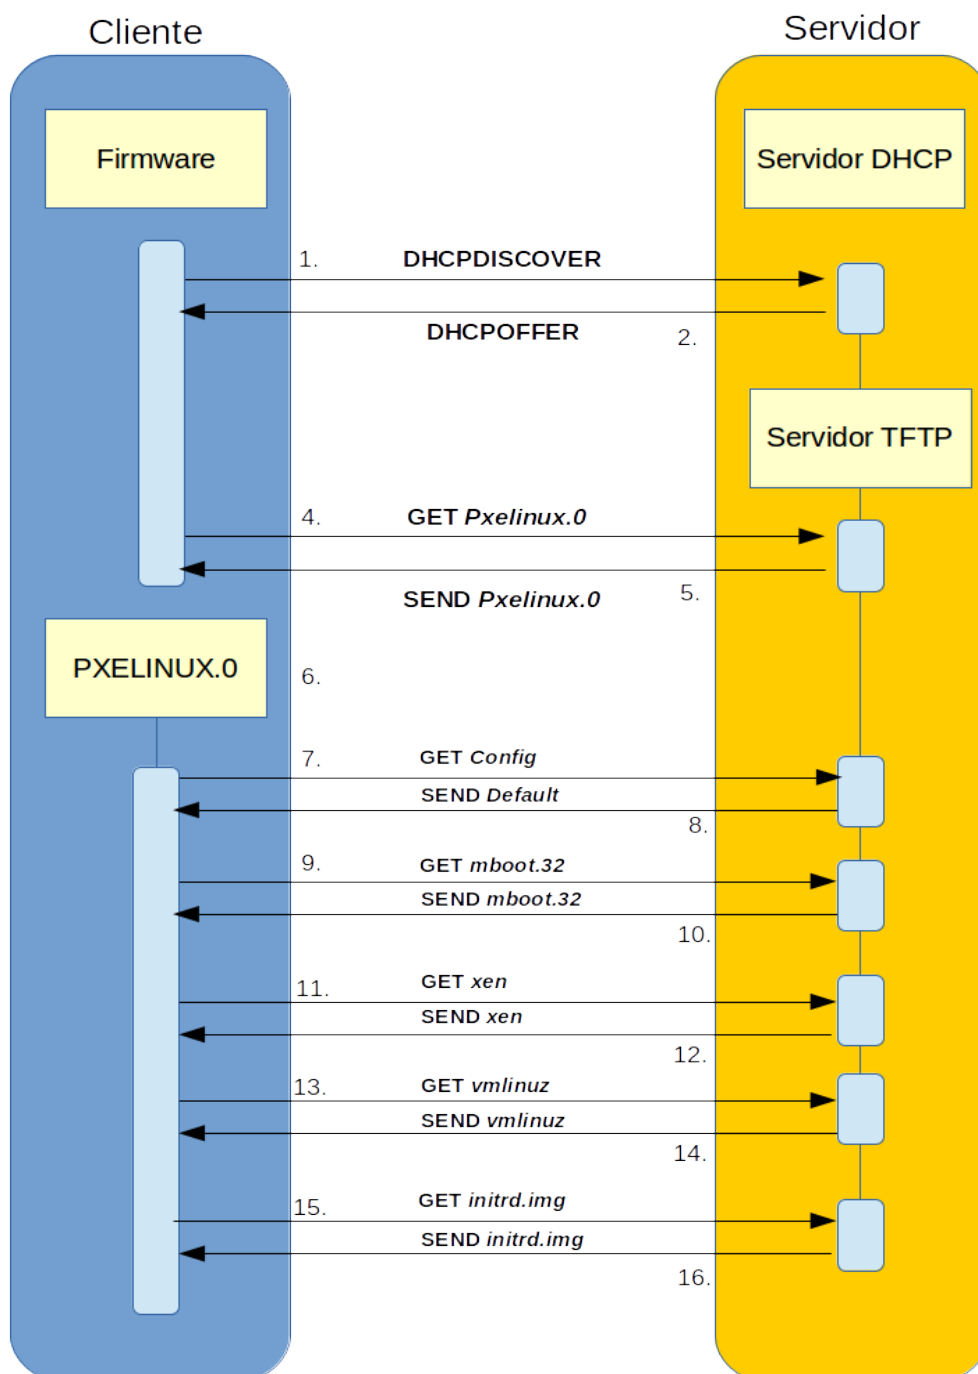 Cliente
Servidor
Firmware
Servidor DHCP
1.
DHCPDISCOVER
DHCPOFFER
2.
Servidor TFTP
4.
GET Pxelinux.0
SEND Pxelinux.0
5.
PXELINUX.0
6.
7.
GET Config
SEND Default
8.
9.
GET mboot.32
SEND mboot.32
10.
11.
GET xen
SEND xen
12.
13.
GET vmlinuz
SEND vmlinuz
14.
15.
GET initrd.img
SEND initrd.img
16.